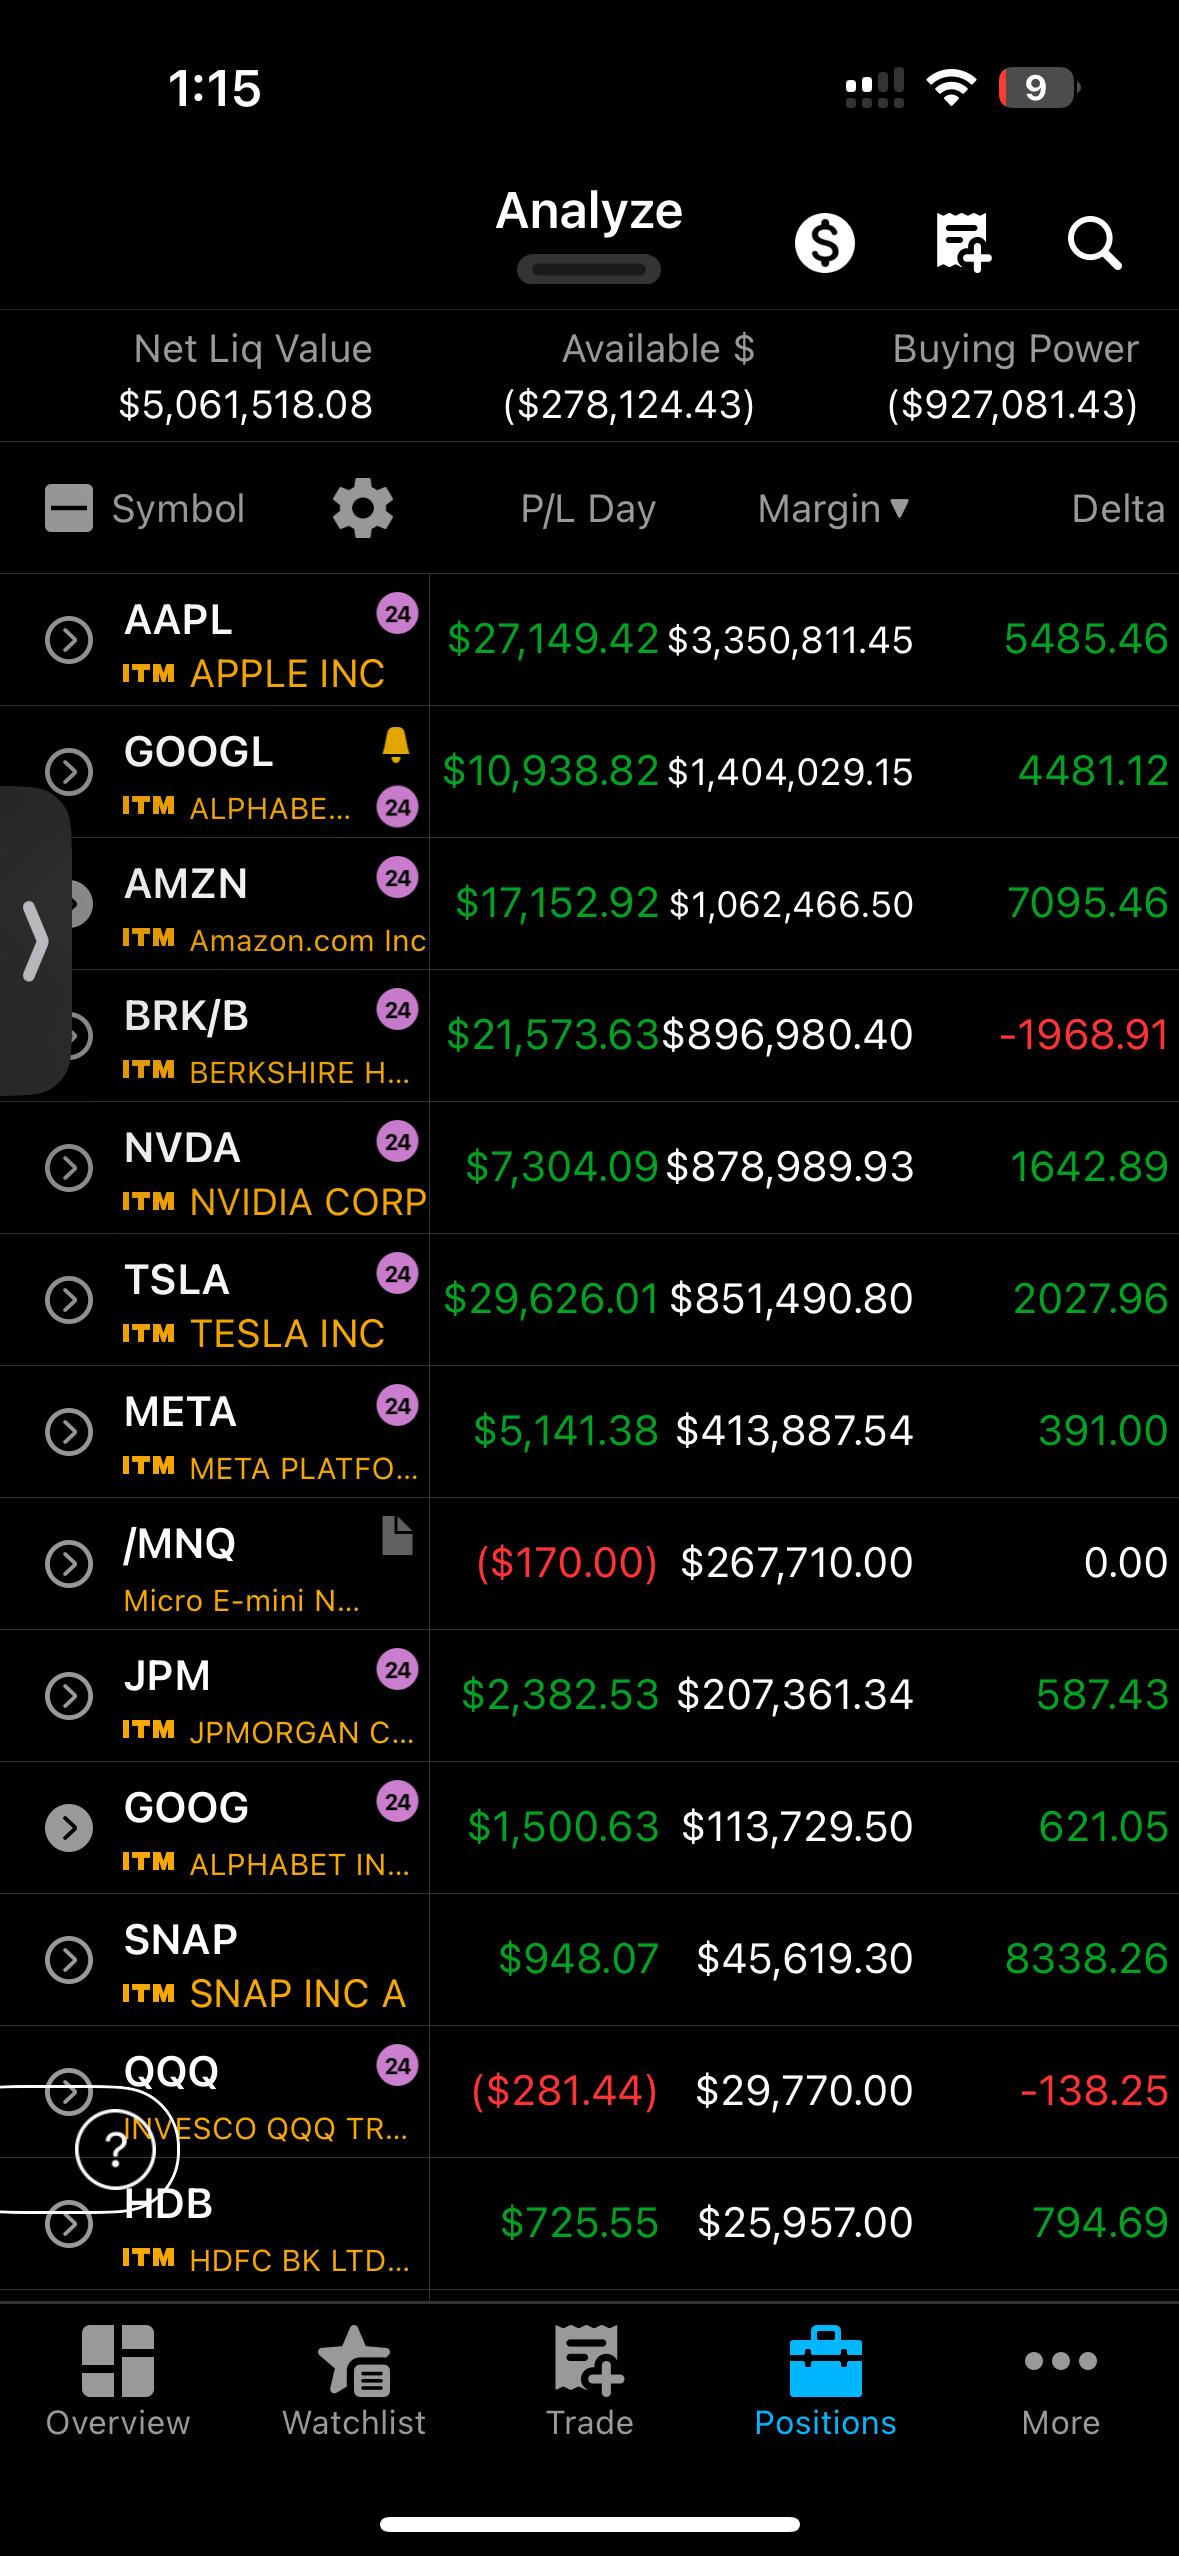 1:15
9
Analyze
$
Net Liq Value Available $ Buying Power
$5,061,518.08 ($278,124.43) ($927,081.43)
Symbol P/L Day Margin ▼ Delta
AAPL 24
ITM APPLE INC
$27,149.42 $3,350,811.45 5485.46
GOOGL
ITM ALPHABE... 24
$10,938.82 $1,404,029.15 4481.12
AMZN 24
ITM Amazon.com Inc
$17,152.92 $1,062,466.50 7095.46
BRK/B 24
ITM BERKSHIRE H...
$21,573.63 $896,980.40 -1968.91
NVDA 24
ITM NVIDIA CORP
$7,304.09 $878,989.93 1642.89
TSLA 24
ITM TESLA INC
$29,626.01 $851,490.80 2027.96
META 24
ITM META PLATFO...
$5,141.38 $413,887.54 391.00
/MNQ
Micro E-mini N...
($170.00) $267,710.00 0.00
JPM 24
ITM JPMORGAN C...
$2,382.53 $207,361.34 587.43
GOOG 24
ITM ALPHABET IN...
$1,500.63 $113,729.50 621.05
SNAP
ITM SNAP INC A
$948.07 $45,619.30 8338.26
QQQ 24
INVESCO QQQ TR...
($281.44) $29,770.00 -138.25
?
HDB
ITM HDFC BK LTD...
$725.55 $25,957.00 794.69
Overview Watchlist Trade Positions More